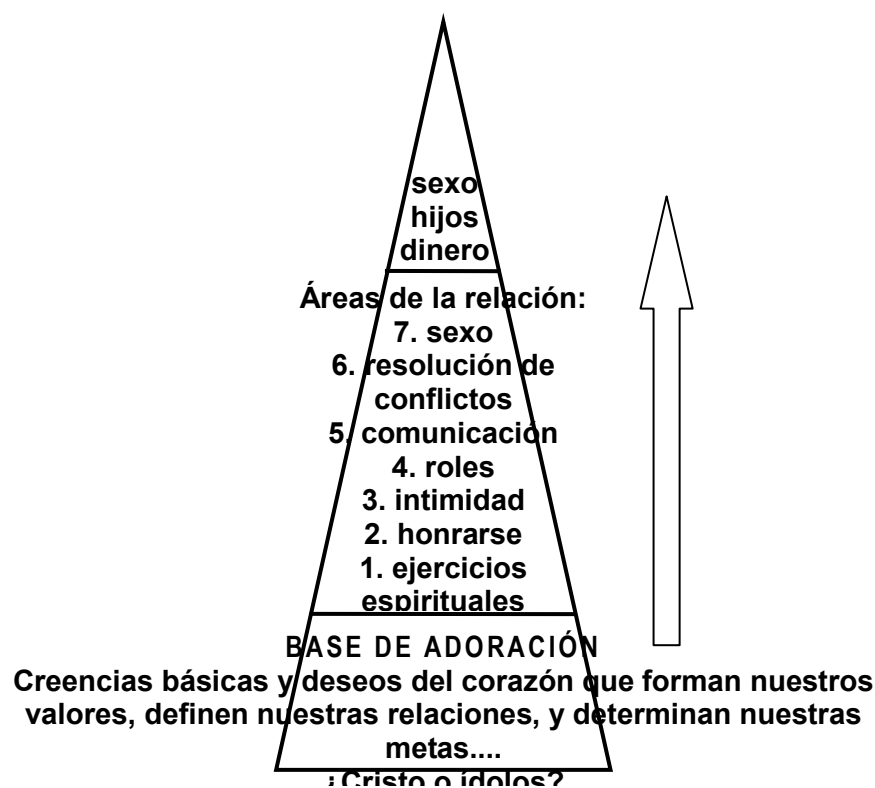 sexo
hijos
dinero
Áreas de la relación:
7. sexo
6. resolución de
conflictos
5. comunicación
4. roles
3. intimidad
2. honrarse
1. ejercicios
espirituales
BASE DE ADORACIÓN
Creencias básicas y deseos del corazón que forman nuestros
valores, definen nuestras relaciones, y determinan nuestras
metas....
¿Cristo o ídolos?